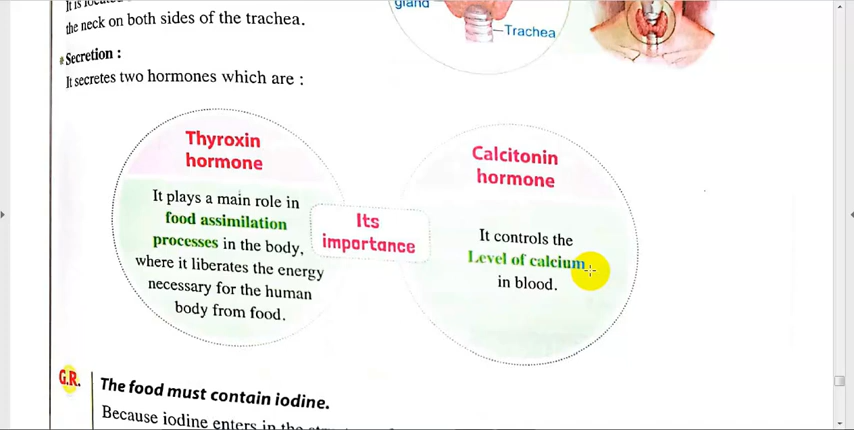 the neck on both sides of the trachea.
gland
Trachea
Secretion :
It secretes two hormones which are :
Thyroxin
hormone
It plays a main role in
food assimilation
processes in the body,
where it liberates the energy
necessary for the human
body from food.
Its
importance
Calcitonin
hormone
It controls the
Level of calcium
in blood.
G.R.
The food must contain iodine.
Because iodine enters in the